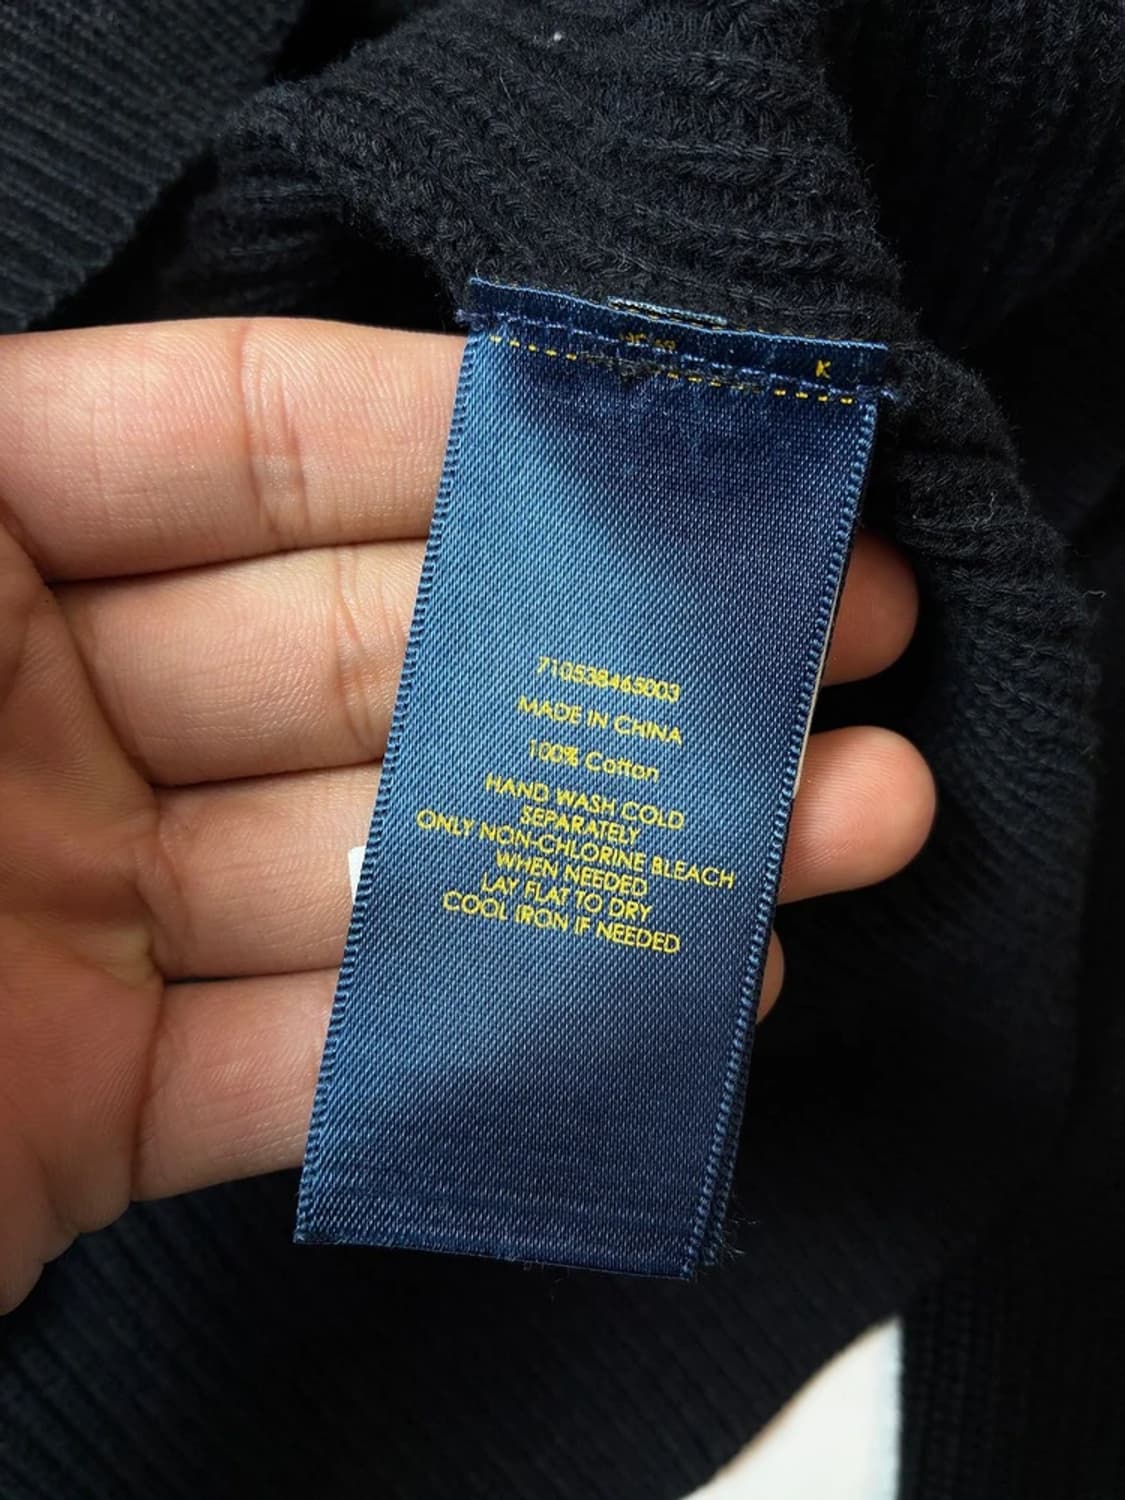 K
710538465003
MADE IN CHINA
100% Cotton
HAND WASH COLD
SEPARATELY
ONLY NON-CHLORINE BLEACH
WHEN NEEDED
LAY FLAT TO DRY
COOL IRON IF NEEDED